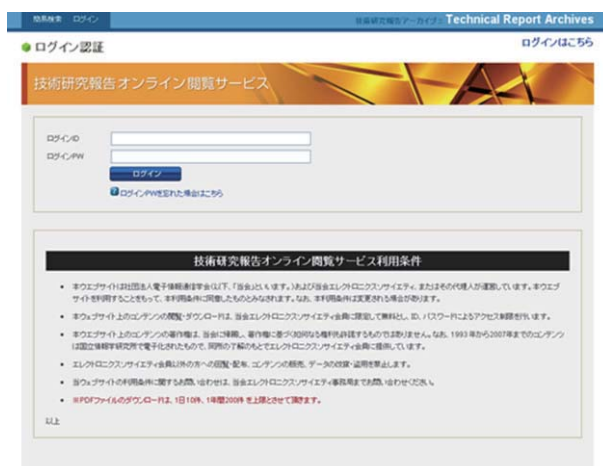 簡易検索 ログイン
技術研究報告アーカイブ：Technical Report Archives
ログイン認証
ログインはこちら
技術研究報告オンライン閲覧サービス
ログインID
ログインPW
ログイン
ログインPWを忘れた場合はこちら
技術研究報告オンライン閲覧サービス利用条件
本ウエブサイトは社団法人電子情報通信学会(以下、「当会」といいます。)および当会エレクトロニクスソサイエティ、またはその代理人が運営しています。本ウエブ
サイトを利用することをもって、本利用条件に同意したものとみなされます。なお、本利用条件は変更される場合があります。
本ウェブサイト上のコンテンツの閲覧・ダウンロードは、当会エレクトロニクスソサイエティ会員に限定して無料とし、ID、パスワードによるアクセス制限を行います。
本ウエブサイト上のコンテンツの著作権は、当会に帰属し、著作権に基づく如何なる権利も許諾するものではありません。なお、1993年から2007年までのコンテンツ
は国立情報学研究所で電子化されたもので、同所の了解のもとでエレクトロニクスソサイエティ会員に提供しています。
エレクトロニクスソサイエティ会員以外の方への回覧・配布、コンテンツの販売、データの改竄・盗用を禁止します。
当ウェブサイトの利用条件に関するお問い合わせは、当会エレクトロニクスソサイエティ事務局までお問い合わせください。
※PDFファイルのダウンロードは、1日10件、1年間200件を上限とさせて頂きます。
以上